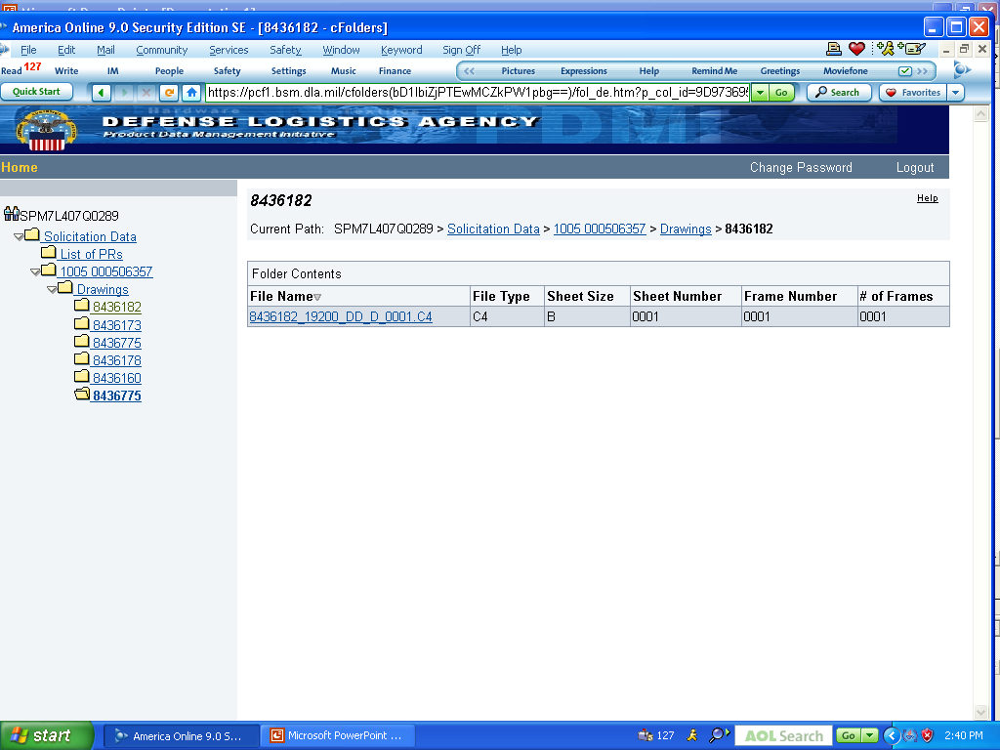 America Online 9.0 Security Edition SE - [8436182 - cFolders]
File Edit Mail Community Services Safety Window Keyword Sign Off Help
Read 127 Write IM People Safety Settings Music Finance Pictures Expressions Help Remind Me Greetings Moviefone
Quick Start https://pcf1.bsm.dla.mil/cfolders(bD1lbiZjPTEwMCZkPW1pbg==)/fol_de.htm?p_col_id=9D97369 Go Search Favorites
DEFENSE LOGISTICS AGENCY
Product Data Management Initiative
Home Change Password Logout
SPM7L407Q0289
Solicitation Data
List of PRs
1005 000506357
Drawings
8436182
8436173
8436775
8436178
8436160
8436775
8436182 Help
Current Path: SPM7L407Q0289 > Solicitation Data > 1005 000506357 > Drawings > 8436182
Folder Contents
File Name File Type Sheet Size Sheet Number Frame Number # of Frames
8436182_19200_DD_D_0001.C4 C4 B 0001 0001 0001
start America Online 9.0 S... Microsoft PowerPoint ... 127 AOL Search Go 2:40 PM